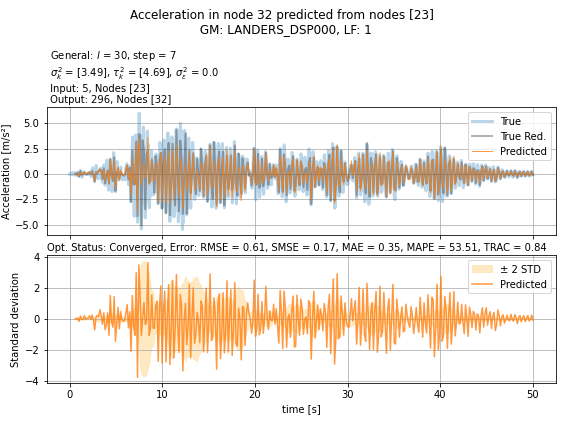 Acceleration in node 32 predicted from nodes [23]
GM: LANDERS_DSP000, LF: 1
General: l = 30, step = 7
σ²ₖ = [3.49], τ²ₖ = [4.69], σ²ε = 0.0
Input: 5, Nodes [23]
Output: 296, Nodes [32]
Acceleration [m/s²]
5.0
2.5
0.0
−2.5
−5.0
True
True Red.
Predicted
Opt. Status: Converged, Error: RMSE = 0.61, SMSE = 0.17, MAE = 0.35, MAPE = 53.51, TRAC = 0.84
Standard deviation
4
2
0
−2
−4
± 2 STD
Predicted
0 10 20 30 40 50
time [s]